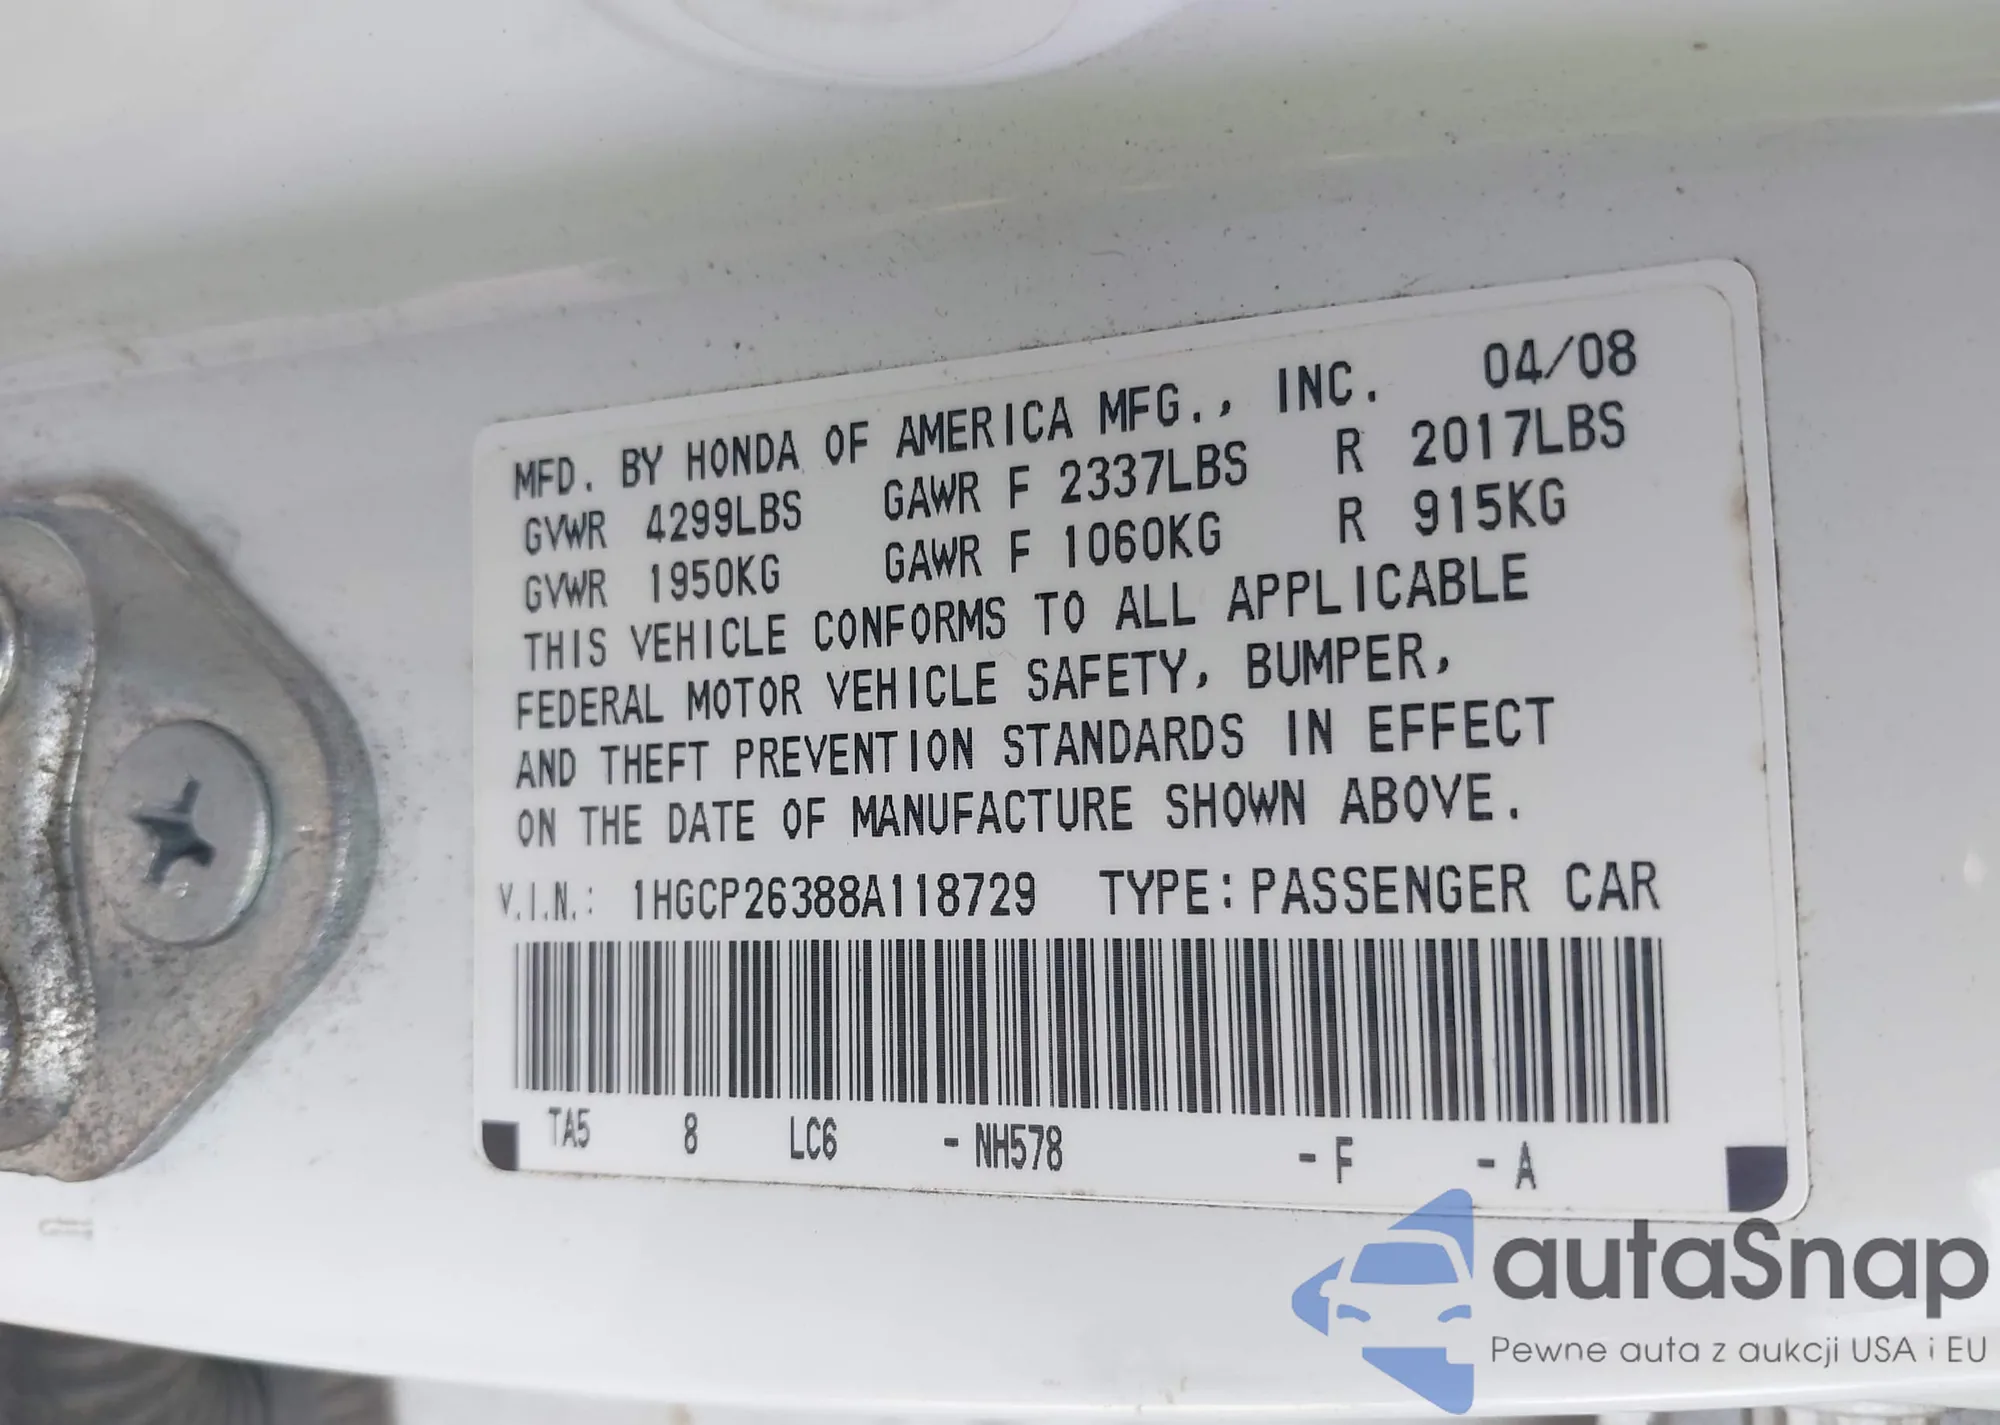 MFD. BY HONDA OF AMERICA MFG., INC. 04/08
GVWR 4299LBS GAWR F 2337LBS R 2017LBS
GVWR 1950KG GAWR F 1060KG R 915KG
THIS VEHICLE CONFORMS TO ALL APPLICABLE
FEDERAL MOTOR VEHICLE SAFETY, BUMPER,
AND THEFT PREVENTION STANDARDS IN EFFECT
ON THE DATE OF MANUFACTURE SHOWN ABOVE.
V.I.N.: 1HGCP26388A118729 TYPE:PASSENGER CAR
TA5 8 LC6 -NH578 -F -A
autaSnap
Pewne auta z aukcji USA i EU